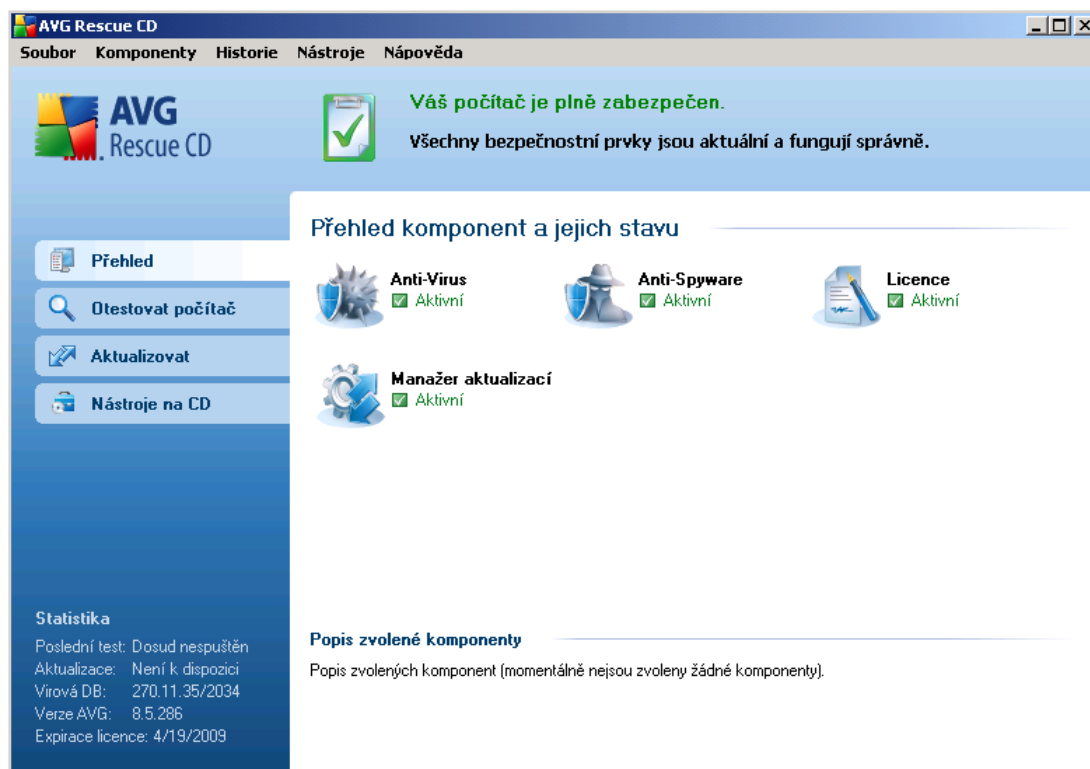 AVG Rescue CD
Soubor Komponenty Historie Nástroje Nápověda
AVG
Rescue CD
Váš počítač je plně zabezpečen.
Všechny bezpečnostní prvky jsou aktuální a fungují správně.
Přehled
Otestovat počítač
Aktualizovat
Nástroje na CD
Přehled komponent a jejich stavu
Anti-Virus
Aktivní
Anti-Spyware
Aktivní
Licence
Aktivní
Manažer aktualizací
Aktivní
Statistika
Poslední test: Dosud nespuštěn
Aktualizace: Není k dispozici
Virová DB: 270.11.35/2034
Verze AVG: 8.5.286
Expirace licence: 4/19/2009
Popis zvolené komponenty
Popis zvolených komponent (momentálně nejsou zvoleny žádné komponenty).